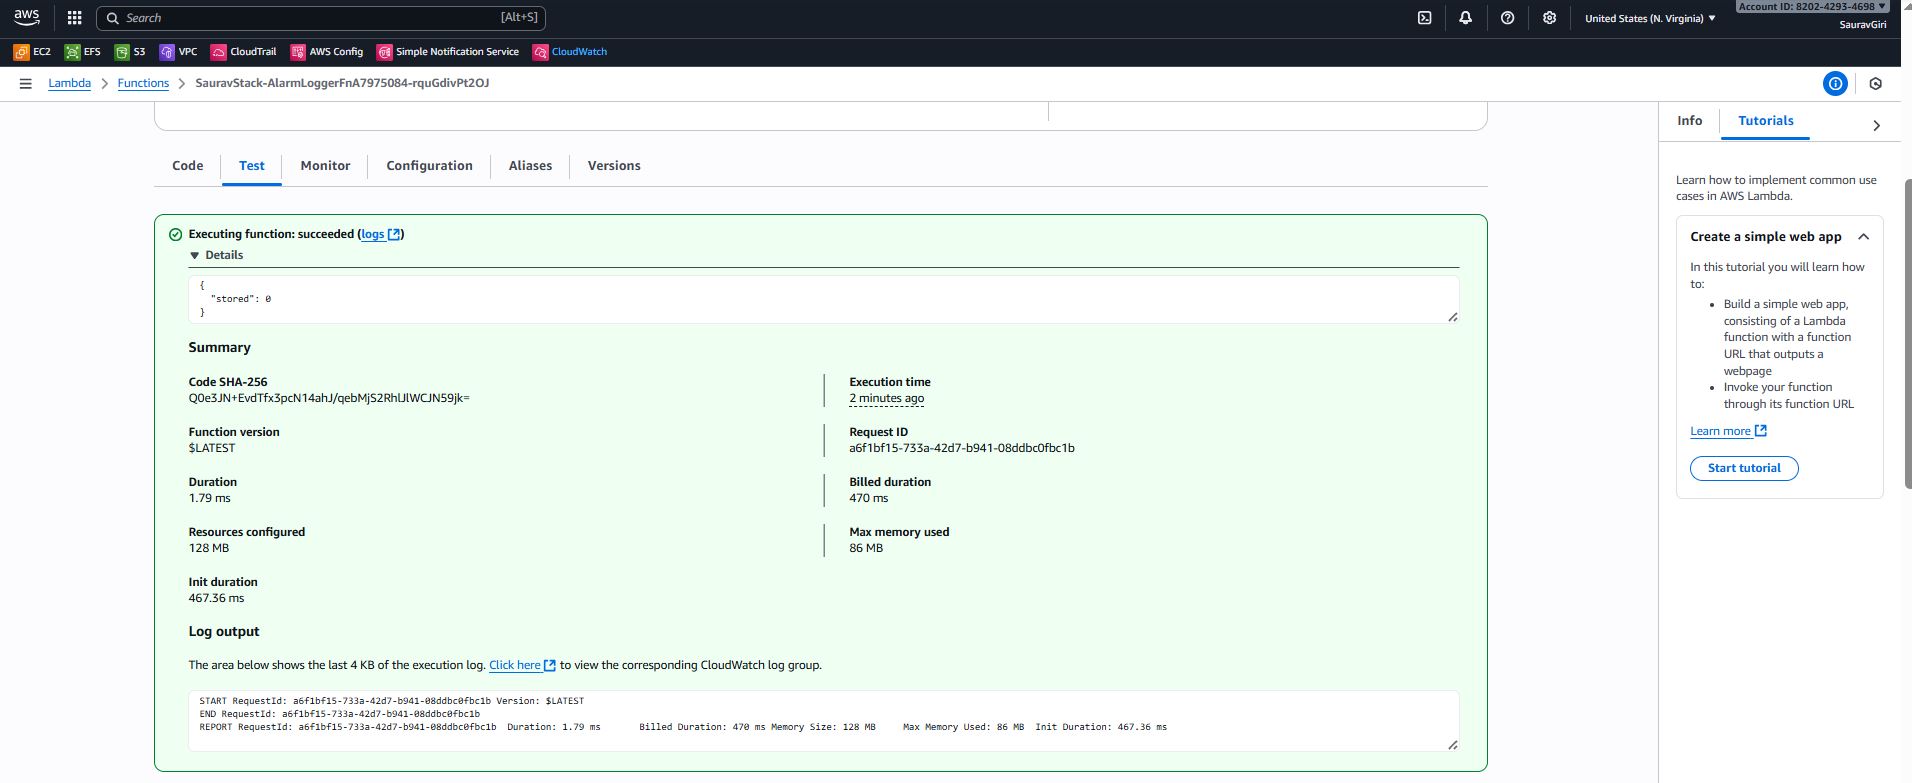 aws
Search [Alt+S]
United States (N. Virginia) ▼
Account ID: 8202-4293-4698 ▼
SauravGiri
EC2 EFS S3 VPC CloudTrail AWS Config Simple Notification Service CloudWatch
Lambda > Functions > SauravStack-AlarmLoggerFnA7975084-rquGdivPt2OJ
Info Tutorials
Code Test Monitor Configuration Aliases Versions
Learn how to implement common use
cases in AWS Lambda.
Create a simple web app
In this tutorial you will learn how
to:
• Build a simple web app,
consisting of a Lambda
function with a function
URL that outputs a
webpage
• Invoke your function
through its function URL
Learn more
Start tutorial
Executing function: succeeded (logs)
▼ Details
{
"stored": 0
}
Summary
Code SHA-256
Q0e3JN+EvdTfx3pcN14ahJ/qebMjS2RhlJlWCJN59jk=
Execution time
2 minutes ago
Function version
$LATEST
Request ID
a6f1bf15-733a-42d7-b941-08ddbc0fbc1b
Duration
1.79 ms
Billed duration
470 ms
Resources configured
128 MB
Max memory used
86 MB
Init duration
467.36 ms
Log output
The area below shows the last 4 KB of the execution log. Click here to view the corresponding CloudWatch log group.
START RequestId: a6f1bf15-733a-42d7-b941-08ddbc0fbc1b Version: $LATEST
END RequestId: a6f1bf15-733a-42d7-b941-08ddbc0fbc1b
REPORT RequestId: a6f1bf15-733a-42d7-b941-08ddbc0fbc1b Duration: 1.79 ms Billed Duration: 470 ms Memory Size: 128 MB Max Memory Used: 86 MB Init Duration: 467.36 ms